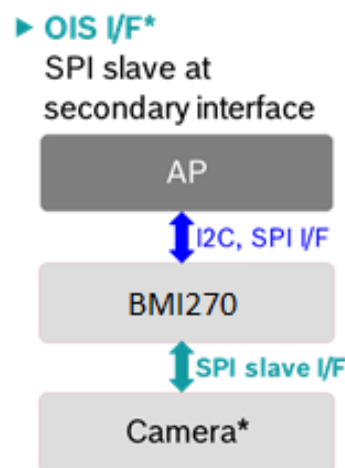 ► OIS I/F*
SPI slave at
secondary interface
AP
I2C, SPI I/F
BMI270
SPI slave I/F
Camera*